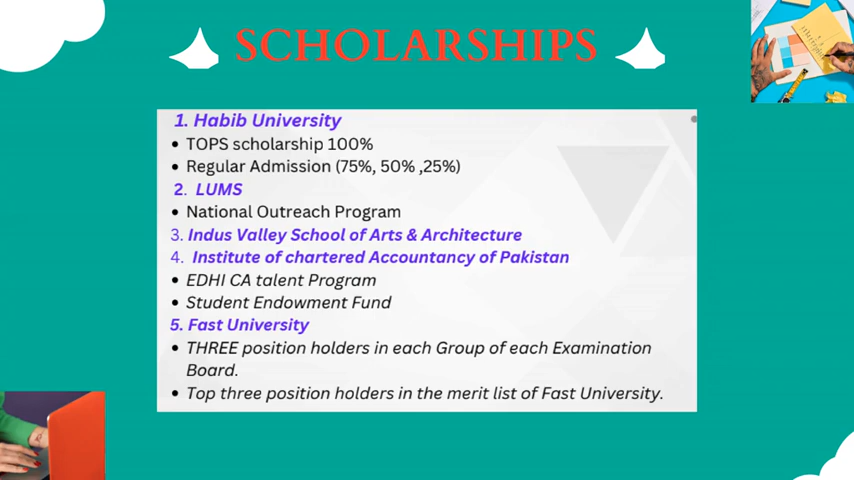 SCHOLARSHIPS
1. Habib University
• TOPS scholarship 100%
• Regular Admission (75%, 50% ,25%)
2. LUMS
• National Outreach Program
3. Indus Valley School of Arts & Architecture
4. Institute of chartered Accountancy of Pakistan
• EDHI CA talent Program
• Student Endowment Fund
5. Fast University
• THREE position holders in each Group of each Examination
Board.
• Top three position holders in the merit list of Fast University.